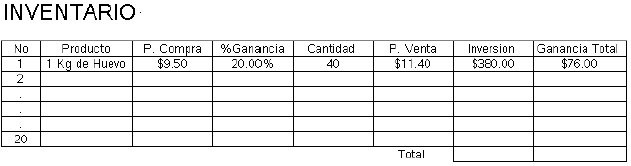 INVENTARIO
No Producto P. Compra %Ganancia Cantidad P. Venta Inversion Ganancia Total
1 1 Kg de Huevo $9.50 20.00% 40 $11.40 $380.00 $76.00
2
.
.
.
20
Total